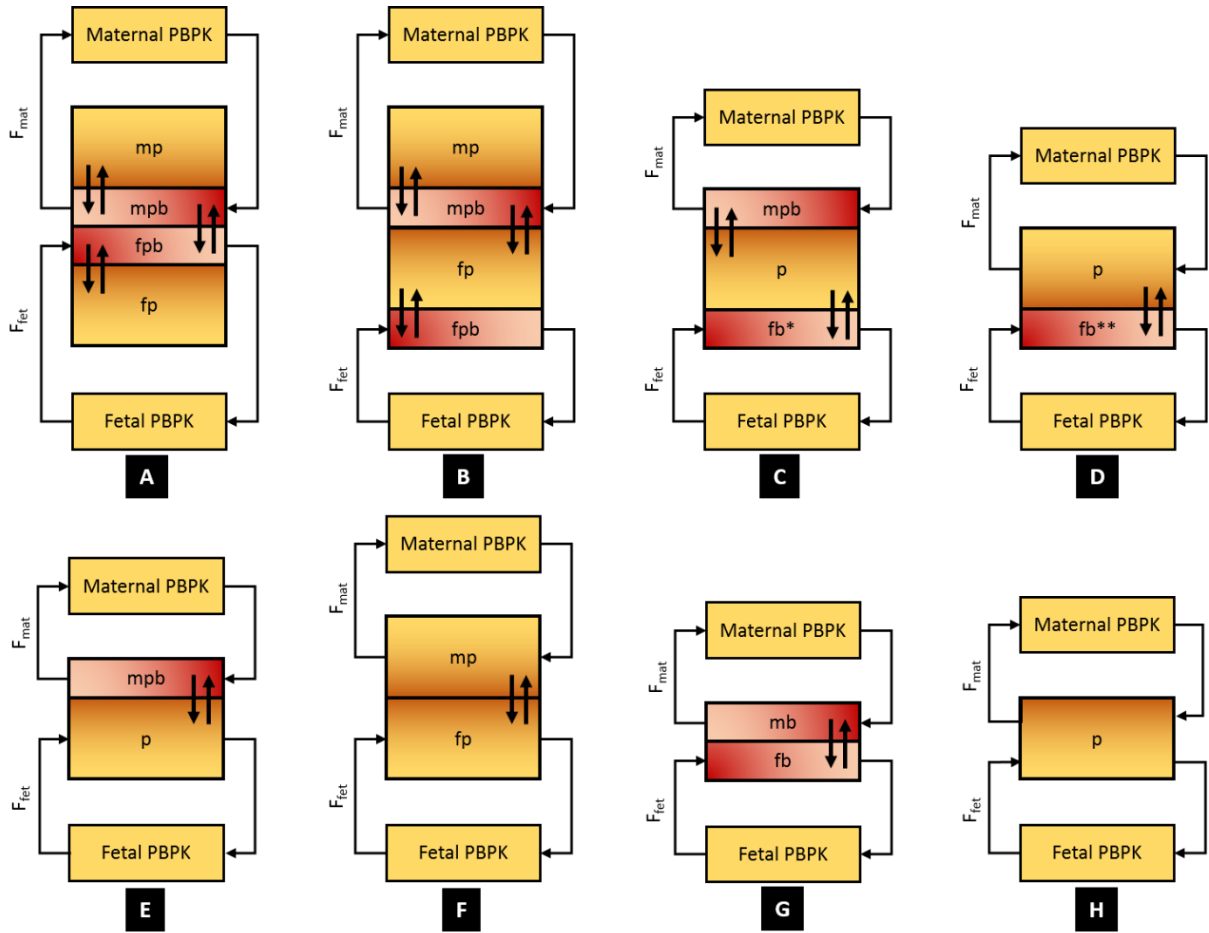 Maternal PBPK
F_mat
mp
mpb
fpb
fp
F_fet
Fetal PBPK
A
Maternal PBPK
F_mat
mp
mpb
fp
fpb
F_fet
Fetal PBPK
B
Maternal PBPK
F_mat
mpb
p
fb*
F_fet
Fetal PBPK
C
Maternal PBPK
F_mat
p
fb**
F_fet
Fetal PBPK
D
Maternal PBPK
F_mat
mpb
p
F_fet
Fetal PBPK
E
Maternal PBPK
F_mat
mp
fp
F_fet
Fetal PBPK
F
Maternal PBPK
F_mat
mb
fb
F_fet
Fetal PBPK
G
Maternal PBPK
F_mat
p
F_fet
Fetal PBPK
H